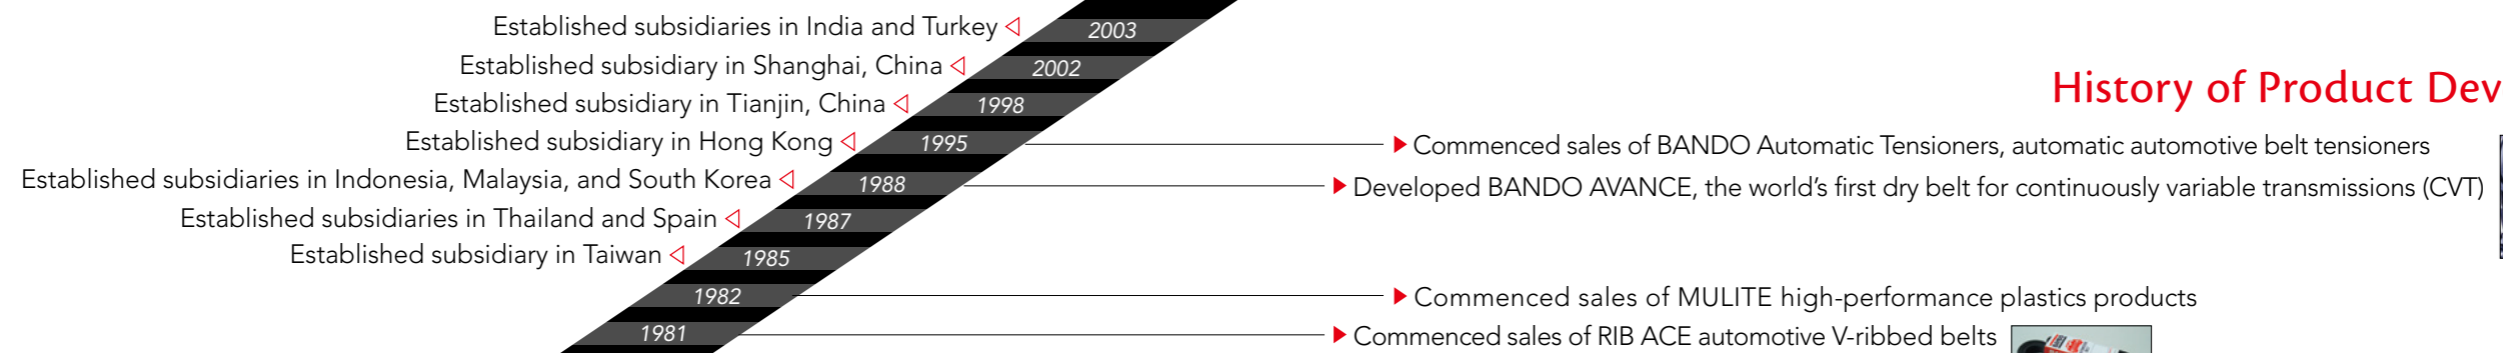 Established subsidiaries in India and Turkey ◁ 2003
Established subsidiary in Shanghai, China ◁ 2002
History of Product Dev
Established subsidiary in Tianjin, China ◁ 1998
Established subsidiary in Hong Kong ◁ 1995 ▶ Commenced sales of BANDO Automatic Tensioners, automatic automotive belt tensioners
Established subsidiaries in Indonesia, Malaysia, and South Korea ◁ 1988 ▶ Developed BANDO AVANCE, the world’s first dry belt for continuously variable transmissions (CVT)
Established subsidiaries in Thailand and Spain ◁ 1987
Established subsidiary in Taiwan ◁ 1985
1982 ▶ Commenced sales of MULITE high-performance plastics products
1981 ▶ Commenced sales of RIB ACE automotive V-ribbed belts